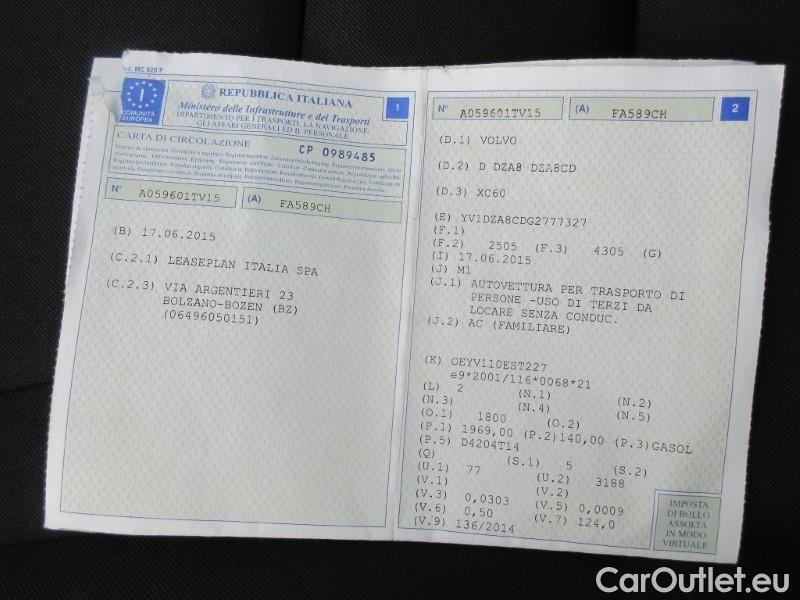 Mod. MC 820 F
REPUBBLICA ITALIANA
1
Ministero delle Infrastrutture e dei Trasporti
DIPARTIMENTO PER I TRASPORTI, LA NAVIGAZIONE,
GLI AFFARI GENERALI ED IL PERSONALE
I
COMUNITÀ
EUROPEA
CARTA DI CIRCOLAZIONE
CP 0989485
N° A059601TV15 (A) FA589CH
(B) 17.06.2015
(C.2.1) LEASEPLAN ITALIA SPA
(C.2.3) VIA ARGENTIERI 23
BOLZANO-BOZEN (BZ)
(06496050151)
N° A059601TV15 (A) FA589CH 2
(D.1) VOLVO
(D.2) D DZA8 DZA8CD
(D.3) XC60
(E) YV1DZA8CDG2777327
(F.1)
(F.2) 2505 (F.3) 4305 (G)
(I) 17.06.2015
(J) M1
(J.1) AUTOVETTURA PER TRASPORTO DI
PERSONE -USO DI TERZI DA
LOCARE SENZA CONDUC.
(J.2) AC (FAMILIARE)
(K) OEYV110EST227
e9*2001/116*0068*21
(L) 2 (N.1) (N.2)
(N.3) (N.4) (N.5)
(O.1) 1800 (O.2)
(P.1) 1969,00 (P.2)140,00 (P.3)GASOL
(P.5) D4204T14
(Q) (S.1) 5 (S.2)
(U.1) 77 (U.2) 3188
(V.1) (V.2)
(V.3) 0,0303 (V.5) 0,0009
(V.6) 0,50 (V.7) 124,0
(V.9) 136/2014
IMPOSTA
DI BOLLO
ASSOLTA
IN MODO
VIRTUALE
CarOutlet.eu